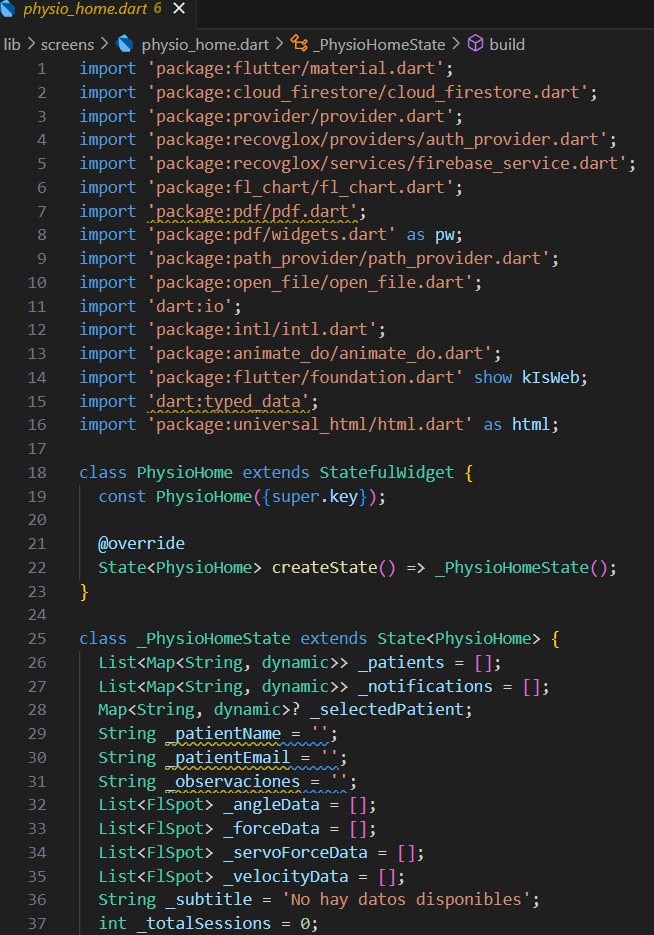 physio_home.dart 6 ×
lib > screens > physio_home.dart > _PhysioHomeState > build
1 import 'package:flutter/material.dart';
2 import 'package:cloud_firestore/cloud_firestore.dart';
3 import 'package:provider/provider.dart';
4 import 'package:recovglox/providers/auth_provider.dart';
5 import 'package:recovglox/services/firebase_service.dart';
6 import 'package:fl_chart/fl_chart.dart';
7 import 'package:pdf/pdf.dart';
8 import 'package:pdf/widgets.dart' as pw;
9 import 'package:path_provider/path_provider.dart';
10 import 'package:open_file/open_file.dart';
11 import 'dart:io';
12 import 'package:intl/intl.dart';
13 import 'package:animate_do/animate_do.dart';
14 import 'package:flutter/foundation.dart' show kIsWeb;
15 import 'dart:typed_data';
16 import 'package:universal_html/html.dart' as html;
17
18 class PhysioHome extends StatefulWidget {
19   const PhysioHome({super.key});
20
21   @override
22   State<PhysioHome> createState() => _PhysioHomeState();
23 }
24
25 class _PhysioHomeState extends State<PhysioHome> {
26   List<Map<String, dynamic>> _patients = [];
27   List<Map<String, dynamic>> _notifications = [];
28   Map<String, dynamic>? _selectedPatient;
29   String _patientName = '';
30   String _patientEmail = '';
31   String _observaciones = '';
32   List<FlSpot> _angleData = [];
33   List<FlSpot> _forceData = [];
34   List<FlSpot> _servoForceData = [];
35   List<FlSpot> _velocityData = [];
36   String _subtitle = 'No hay datos disponibles';
37   int _totalSessions = 0;